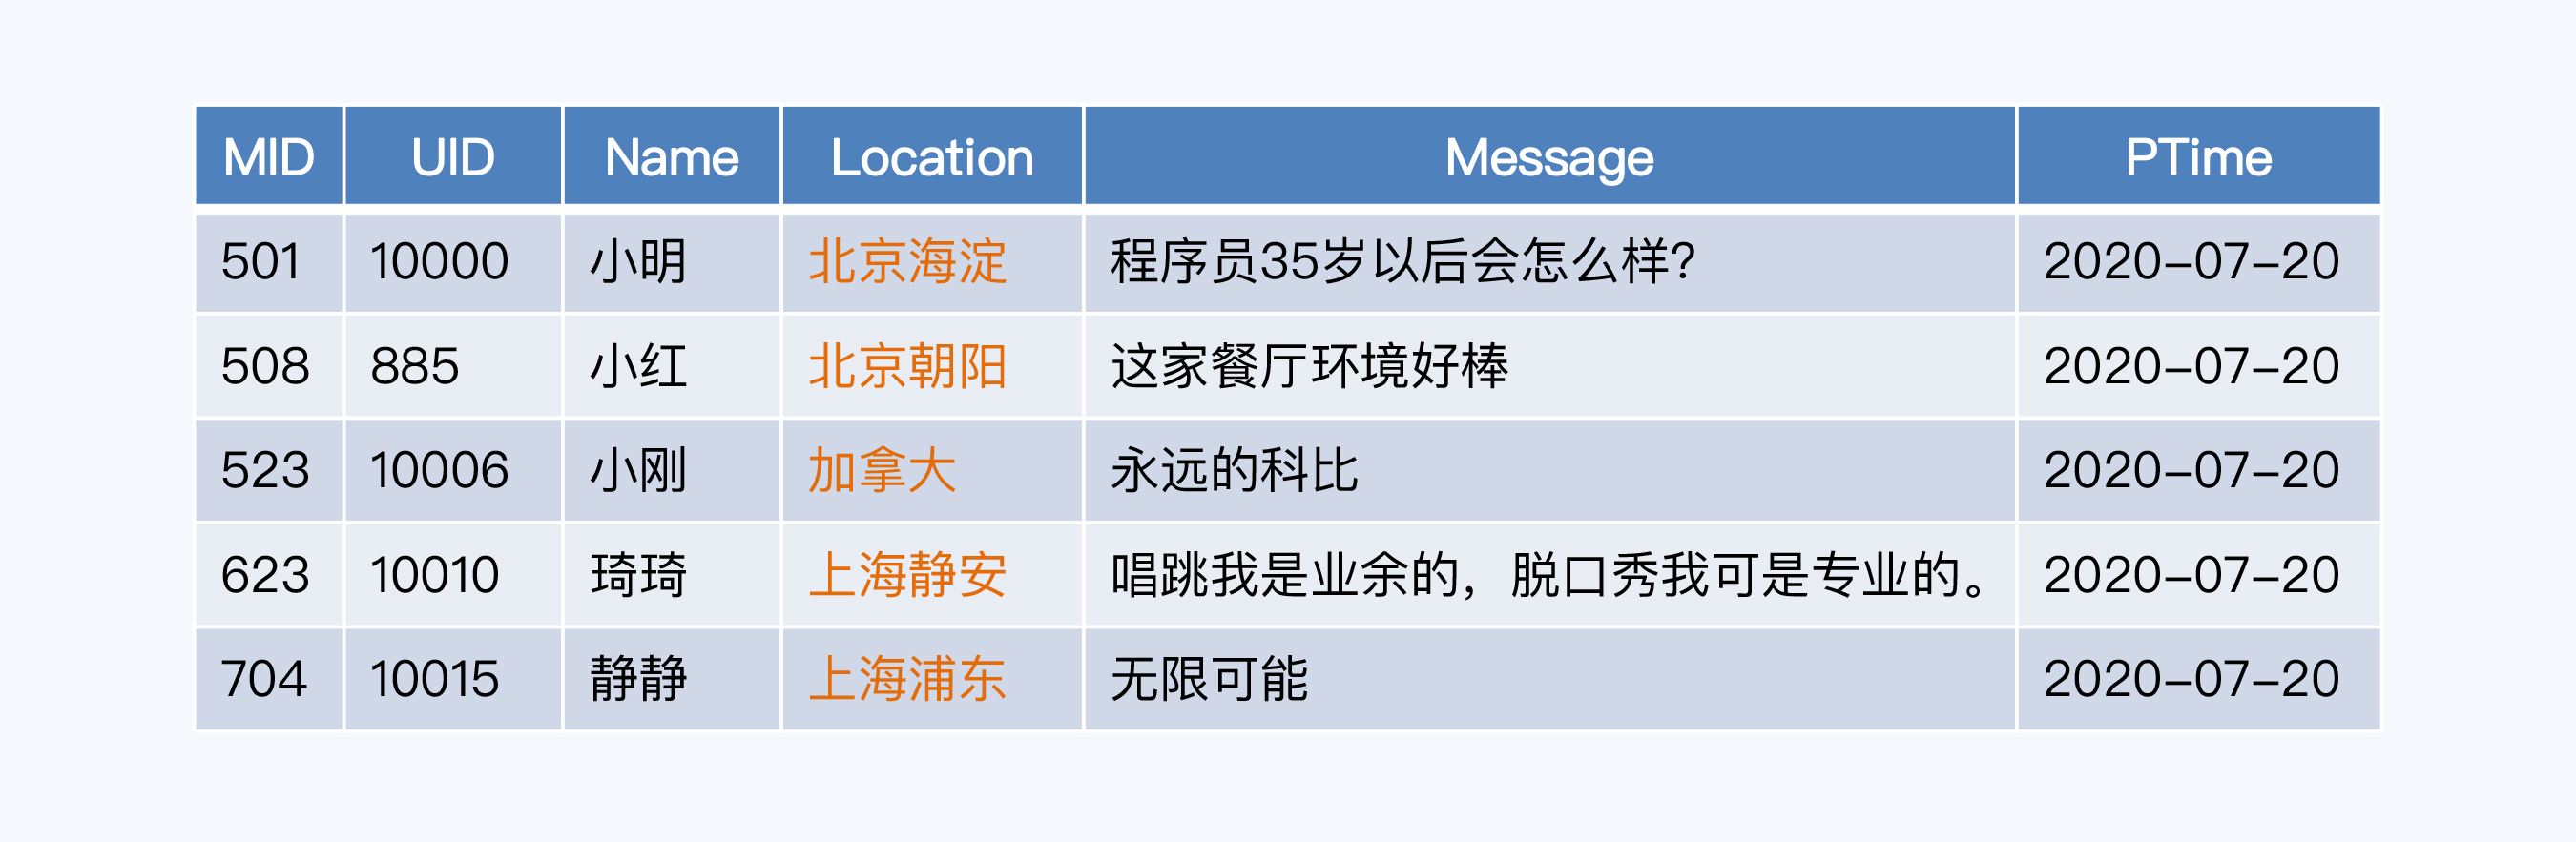 MID UID Name Location Message PTime
501 10000 小明 北京海淀 程序员35岁以后会怎么样? 2020-07-20
508 885 小红 北京朝阳 这家餐厅环境好棒 2020-07-20
523 10006 小刚 加拿大 永远的科比 2020-07-20
623 10010 琦琦 上海静安 唱跳我是业余的，脱口秀我可是专业的。 2020-07-20
704 10015 静静 上海浦东 无限可能 2020-07-20